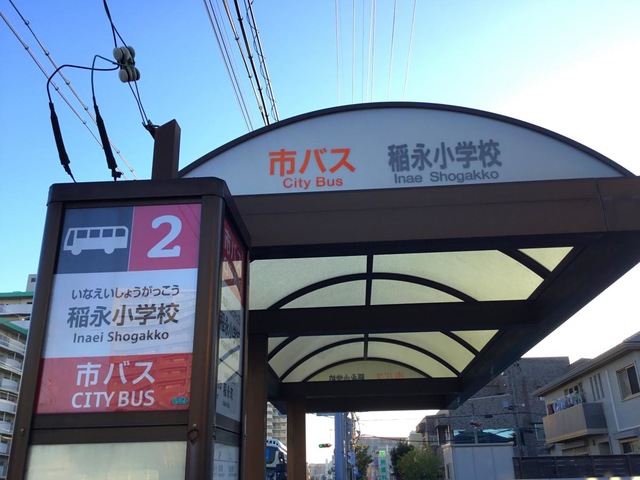 市バス 稲永小学校
City Bus Inae Shogakko
2
いなえいしょうがっこう
稲永小学校
Inaei Shogakko
市バス
CITY BUS